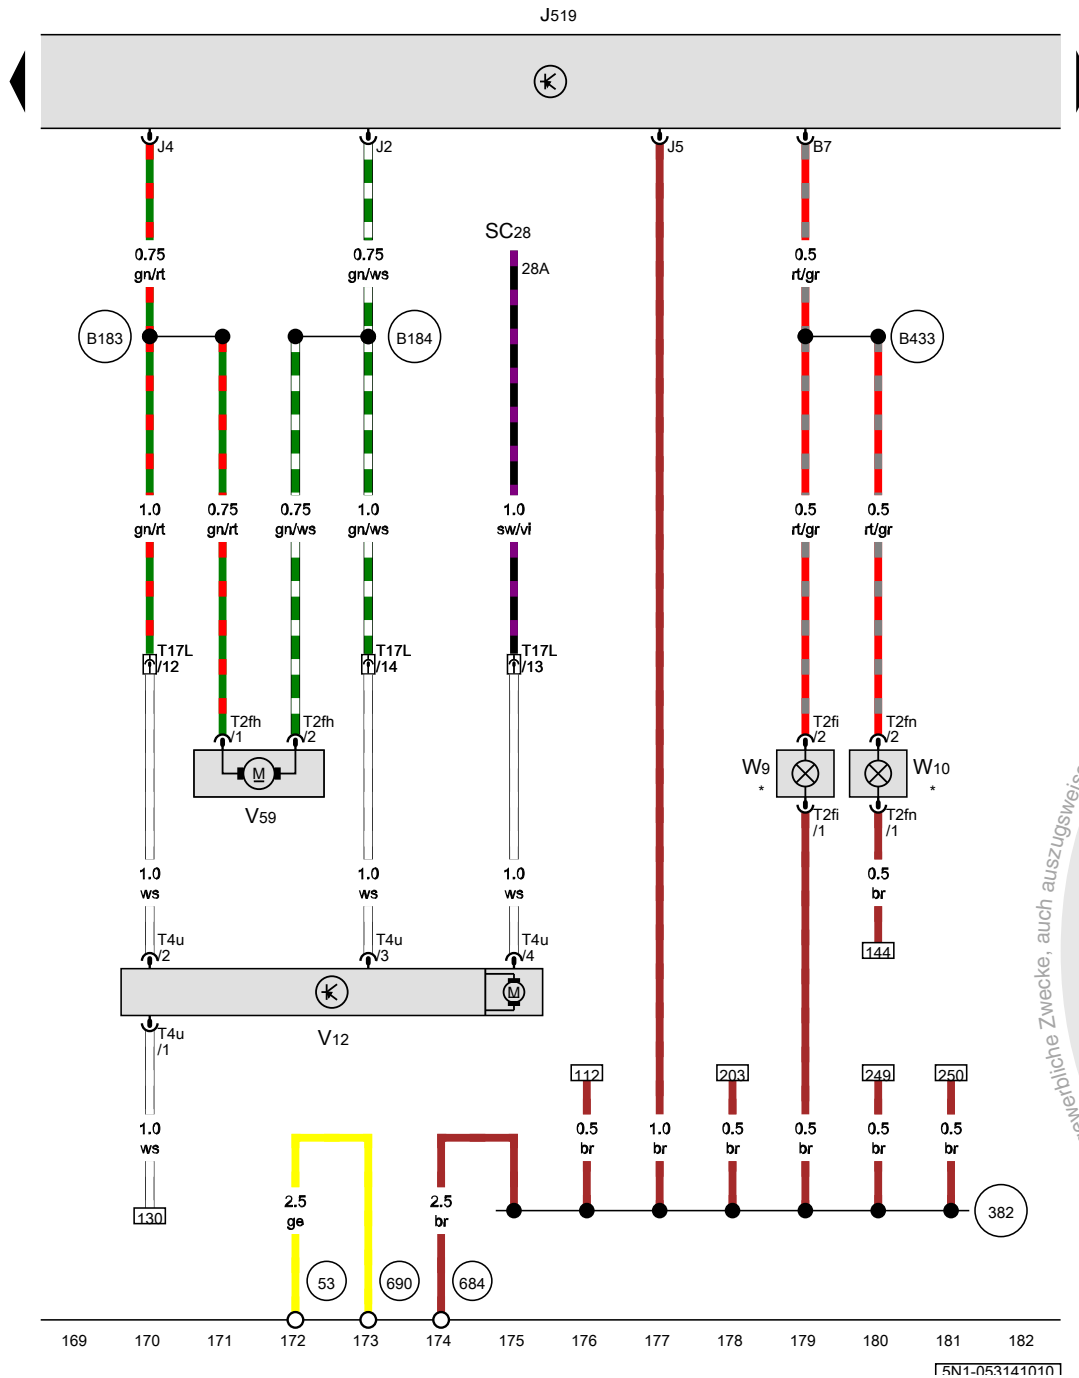 J519
J4
J2
J5
B7
SC28
28A
0.75
gn/rt
0.75
gn/ws
0.5
rt/gr
B183
B184
B433
1.0
gn/rt
0.75
gn/rt
0.75
gn/ws
1.0
gn/ws
1.0
sw/vi
0.5
rt/gr
0.5
rt/gr
T17L
/12
T17L
/14
T17L
/13
T2fh
/1
T2fh
/2
T2fi
/2
T2fn
/2
M
V59
W9
*
W10
*
T2fi
/1
T2fn
/1
1.0
ws
1.0
ws
1.0
ws
0.5
br
T4u
/2
T4u
/3
T4u
/4
144
M
V12
T4u
/1
112
203
249
250
1.0
ws
0.5
br
1.0
br
0.5
br
0.5
br
0.5
br
0.5
br
130
2.5
ge
2.5
br
382
53
690
684
169 170 171 172 173 174 175 176 177 178 179 180 181 182
5N1-053141010
ewerbliche Zwecke, auch auszugsweise